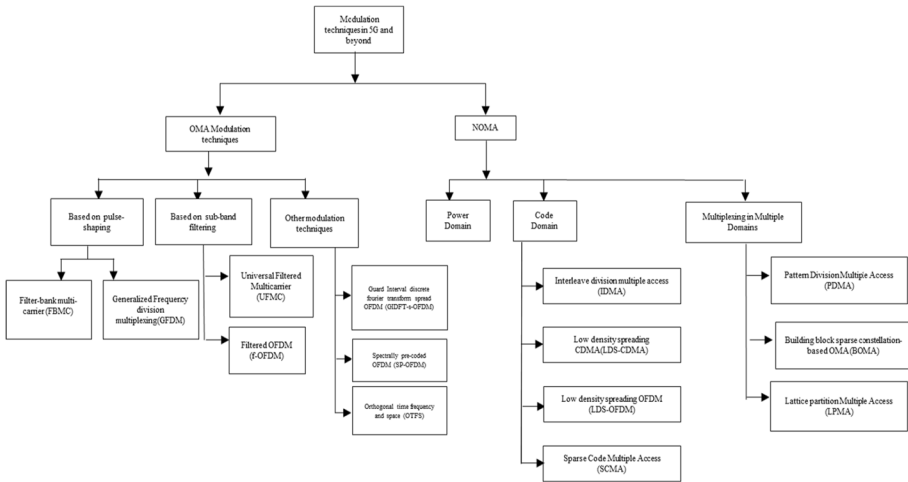 Modulation
techniques in 5G and
beyond
OMA Modulation
techniques
NOMA
Based on pulse-
shaping
Based on sub-band
filtering
Other modulation
techniques
Power
Domain
Code
Domain
Multiplexing in Multiple
Domains
Filter-bank multi-
carrier (FBMC)
Generalized Frequency
division
multiplexing(GFDM)
Universal Filtered
Multicarrier
(UFMC)
Filtered OFDM
(f-OFDM)
Guard Interval discrete
fourier transform spread
OFDM (GIDFT-s-OFDM)
Spectrally pre-coded
OFDM (SP-OFDM)
Orthogonal time frequency
and space (OTFS)
Interleave division multiple access
(IDMA)
Low density spreading
CDMA(LDS-CDMA)
Low density spreading OFDM
(LDS-OFDM)
Sparse Code Multiple Access
(SCMA)
Pattern Division Multiple Access
(PDMA)
Building block sparse constellation-
based OMA (BOMA)
Lattice partition Multiple Access
(LPMA)